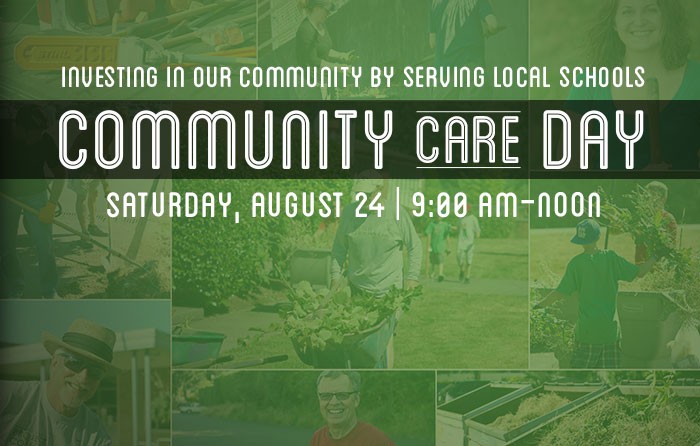 INVESTING IN OUR COMMUNITY BY SERVING LOCAL SCHOOLS
COMMUNITY CARE DAY
SATURDAY, AUGUST 24 | 9:00 AM-NOON